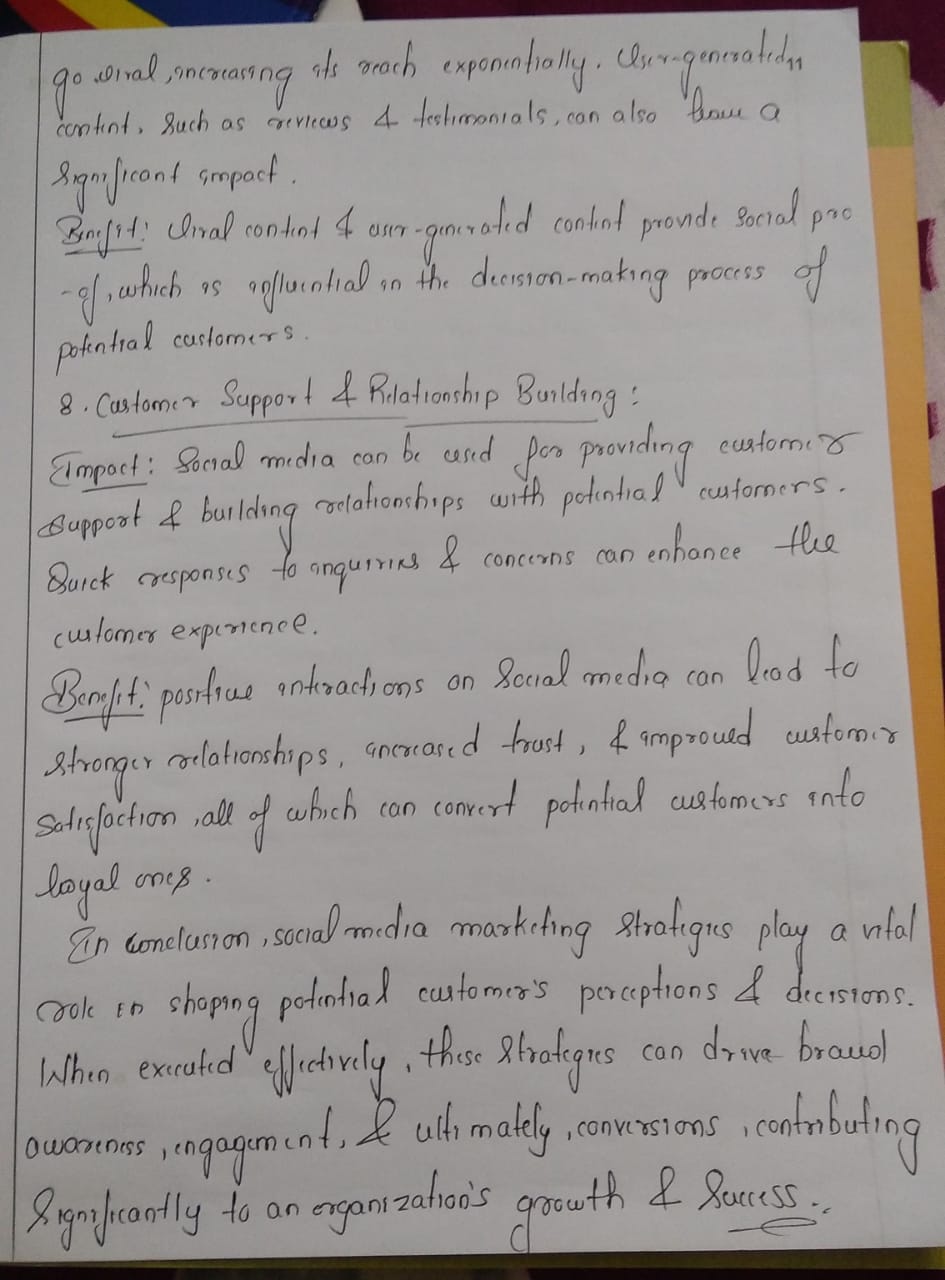 go viral, increasing its reach exponentially. User-generated
content, such as reviews & testimonials, can also have a
significant impact.
Benefit: Viral content & user-generated content provide social pro
-of, which is influential in the decision-making process of
potential customers.
8. Customer Support & Relationship Building:
Impact: Social media can be used for providing customer
support & building relationships with potential customers.
Quick responses to inquiries & concerns can enhance the
customer experience.
Benefit: positive interactions on social media can lead to
stronger relationships, increased trust, & improved customer
satisfaction, all of which can convert potential customers into
loyal ones.
In conclusion, social media marketing strategies play a vital
role in shaping potential customer's perceptions & decisions.
When executed effectively, these strategies can drive brand
awareness, engagement, & ultimately, conversions, contributing
significantly to an organization's growth & success..